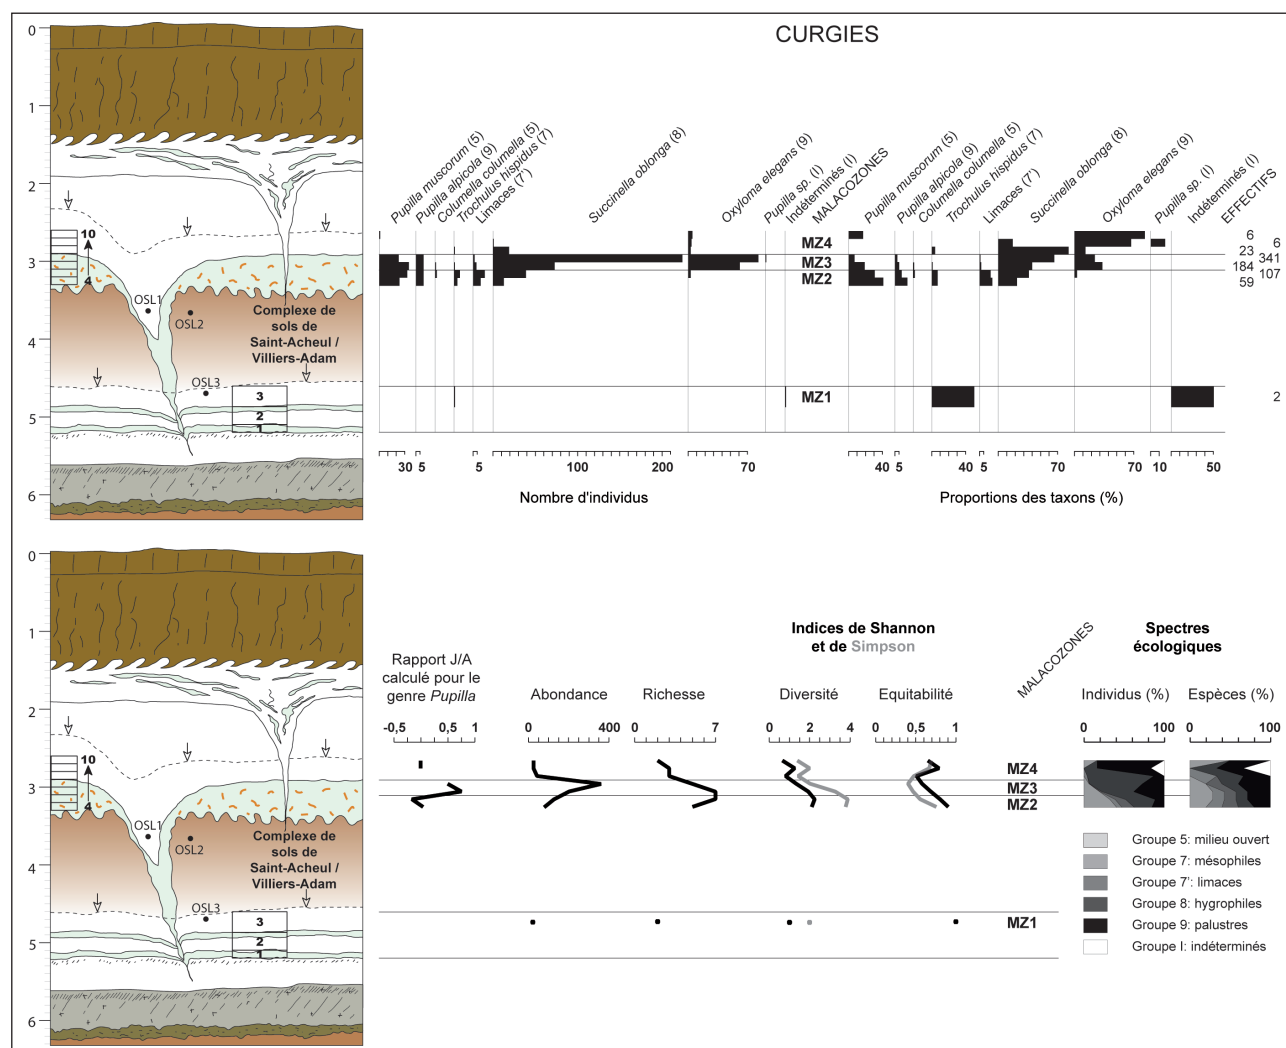 CURGIES
0
1
2
3
4
5
6
10
4
OSL1
OSL2
Complexe de
sols de
Saint-Acheul /
Villiers-Adam
OSL3
3
2
1
Pupilla muscorum (5)
Pupilla alpicola (9)
Columella columella (5)
Trochulus hispidus (7)
Limaces (7')
Succinella oblonga (8)
Oxyloma elegans (9)
Pupilla sp. (I)
Indéterminés (I)
MALACOZONES
Pupilla muscorum (5)
Pupilla alpicola (9)
Columella columella (5)
Trochulus hispidus (7)
Limaces (7')
Succinella oblonga (8)
Oxyloma elegans (9)
Pupilla sp. (I)
Indéterminés (I)
EFFECTIFS
MZ4
MZ3
MZ2
MZ1
6
6
23
341
184
107
59
2
30 5 5 100 200 70
40 5 40 5 70 70 10 50
Nombre d'individus
Proportions des taxons (%)
0
1
2
3
4
5
6
10
4
OSL1
OSL2
Complexe de
sols de
Saint-Acheul /
Villiers-Adam
OSL3
3
2
1
Rapport J/A
calculé pour le
genre Pupilla
-0,5 0 0,5 1
Abondance
0 400
Richesse
0 7
Indices de Shannon
et de Simpson
Diversité
0 2 4
Equitabilité
0 1
MALACOZONES
MZ4
MZ3
MZ2
MZ1
Spectres
écologiques
Individus (%)
0 100
Espèces (%)
0 100
Groupe 5: milieu ouvert
Groupe 7: mésophiles
Groupe 7': limaces
Groupe 8: hygrophiles
Groupe 9: palustres
Groupe I: indéterminés